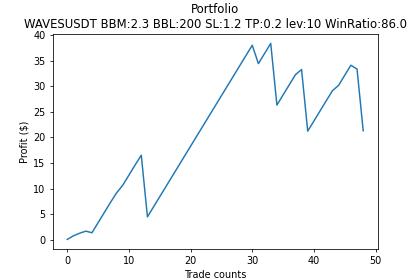 Portfolio
WAVESUSDT BBM:2.3 BBL:200 SL:1.2 TP:0.2 lev:10 WinRatio:86.0
40
35
30
25
20
15
10
5
0
Profit ($)
0 10 20 30 40 50
Trade counts